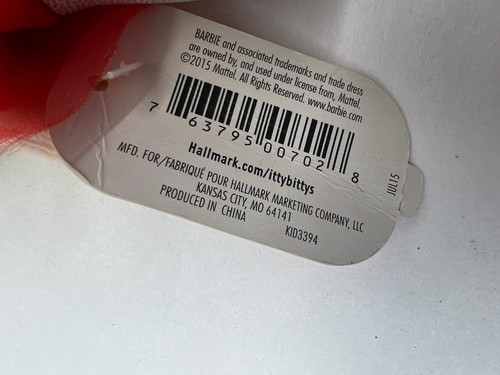 BARBIE and associated trademarks and trade dress
are owned by, and used under license from, Mattel.
©2015 Mattel. All Rights Reserved. www.barbie.com
7 63795 00702 8
Hallmark.com/ittybittys
MFD. FOR/FABRIQUÉ POUR HALLMARK MARKETING COMPANY, LLC
KANSAS CITY, MO 64141
PRODUCED IN CHINA
KID3394
JUL15